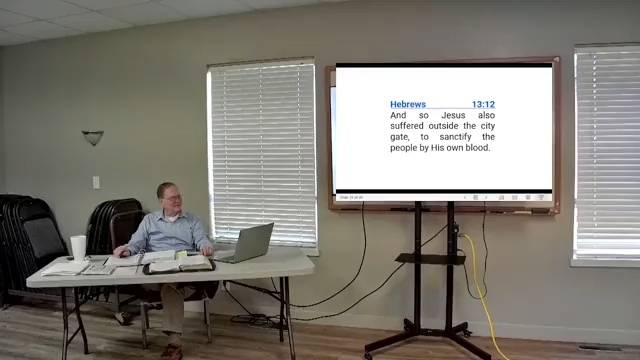 Hebrews 13:12
And so Jesus also
suffered outside the city
gate, to sanctify the
people by His own blood.